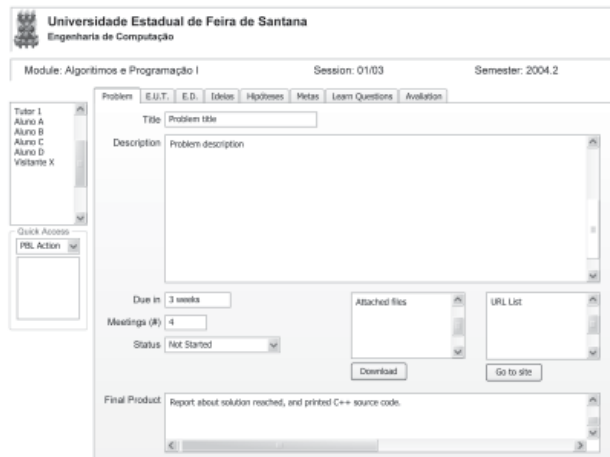 Universidade Estadual de Feira de Santana
Engenharia de Computação
Module: Algoritimos e Programação I Session: 01/03 Semester: 2004.2
Problem E.U.T. E.D. Ideias Hipóteses Metas Learn Questions Avaliation
Tutor 1
Aluno A
Aluno B
Aluno C
Aluno D
Visitante X
Title Problem title
Description Problem description
Quick Access
PBL Action
Due in 3 weeks
Meetings (#) 4
Status Not Started
Attached files
Download
URL List
Go to site
Final Product Report about solution reached, and printed C++ source code.